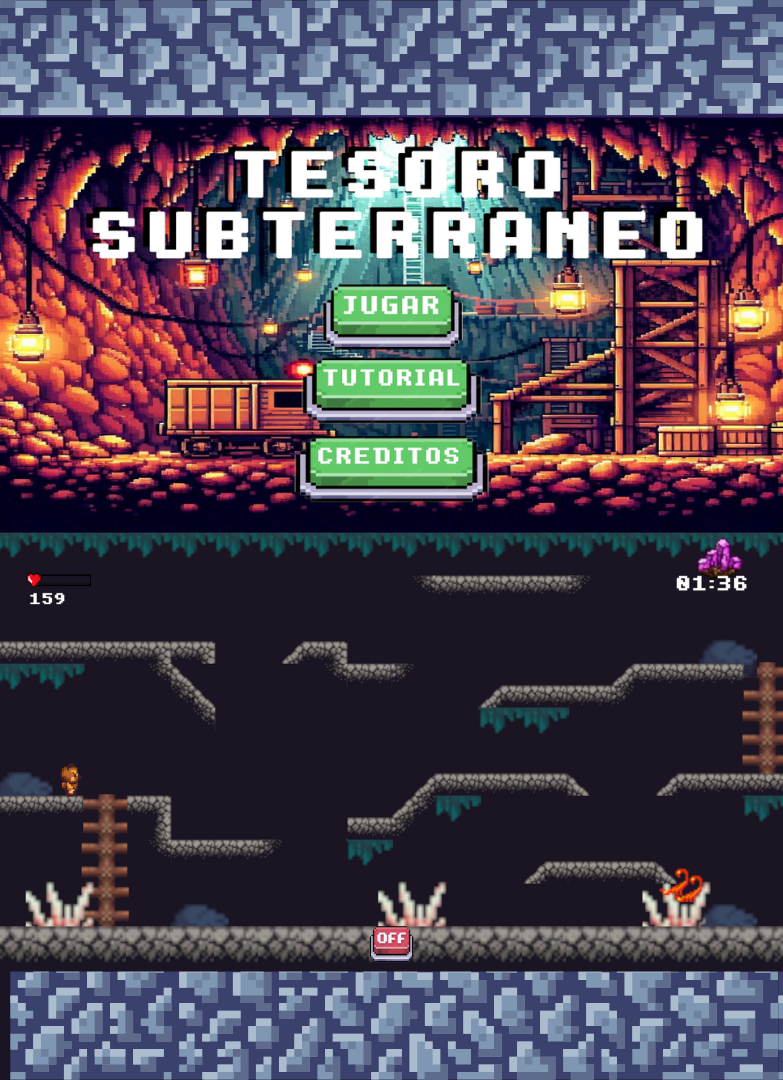 TESORO
SUBTERRANEO
JUGAR
TUTORIAL
CREDITOS
159
01:36
OFF